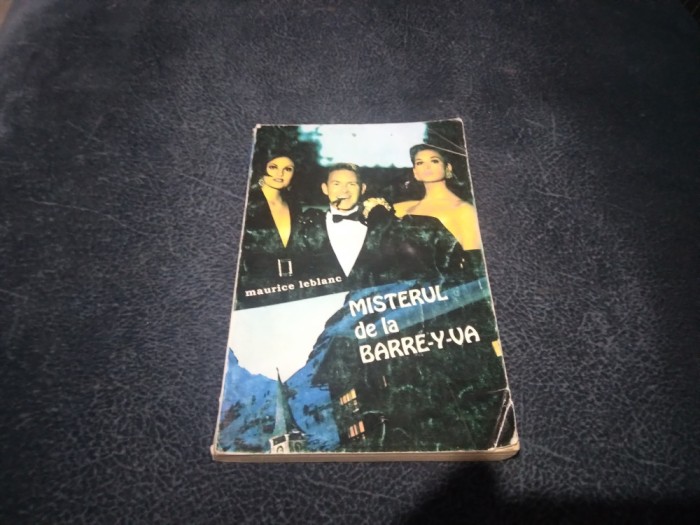 maurice leblanc
MISTERUL
de la
BARRE-Y-VA